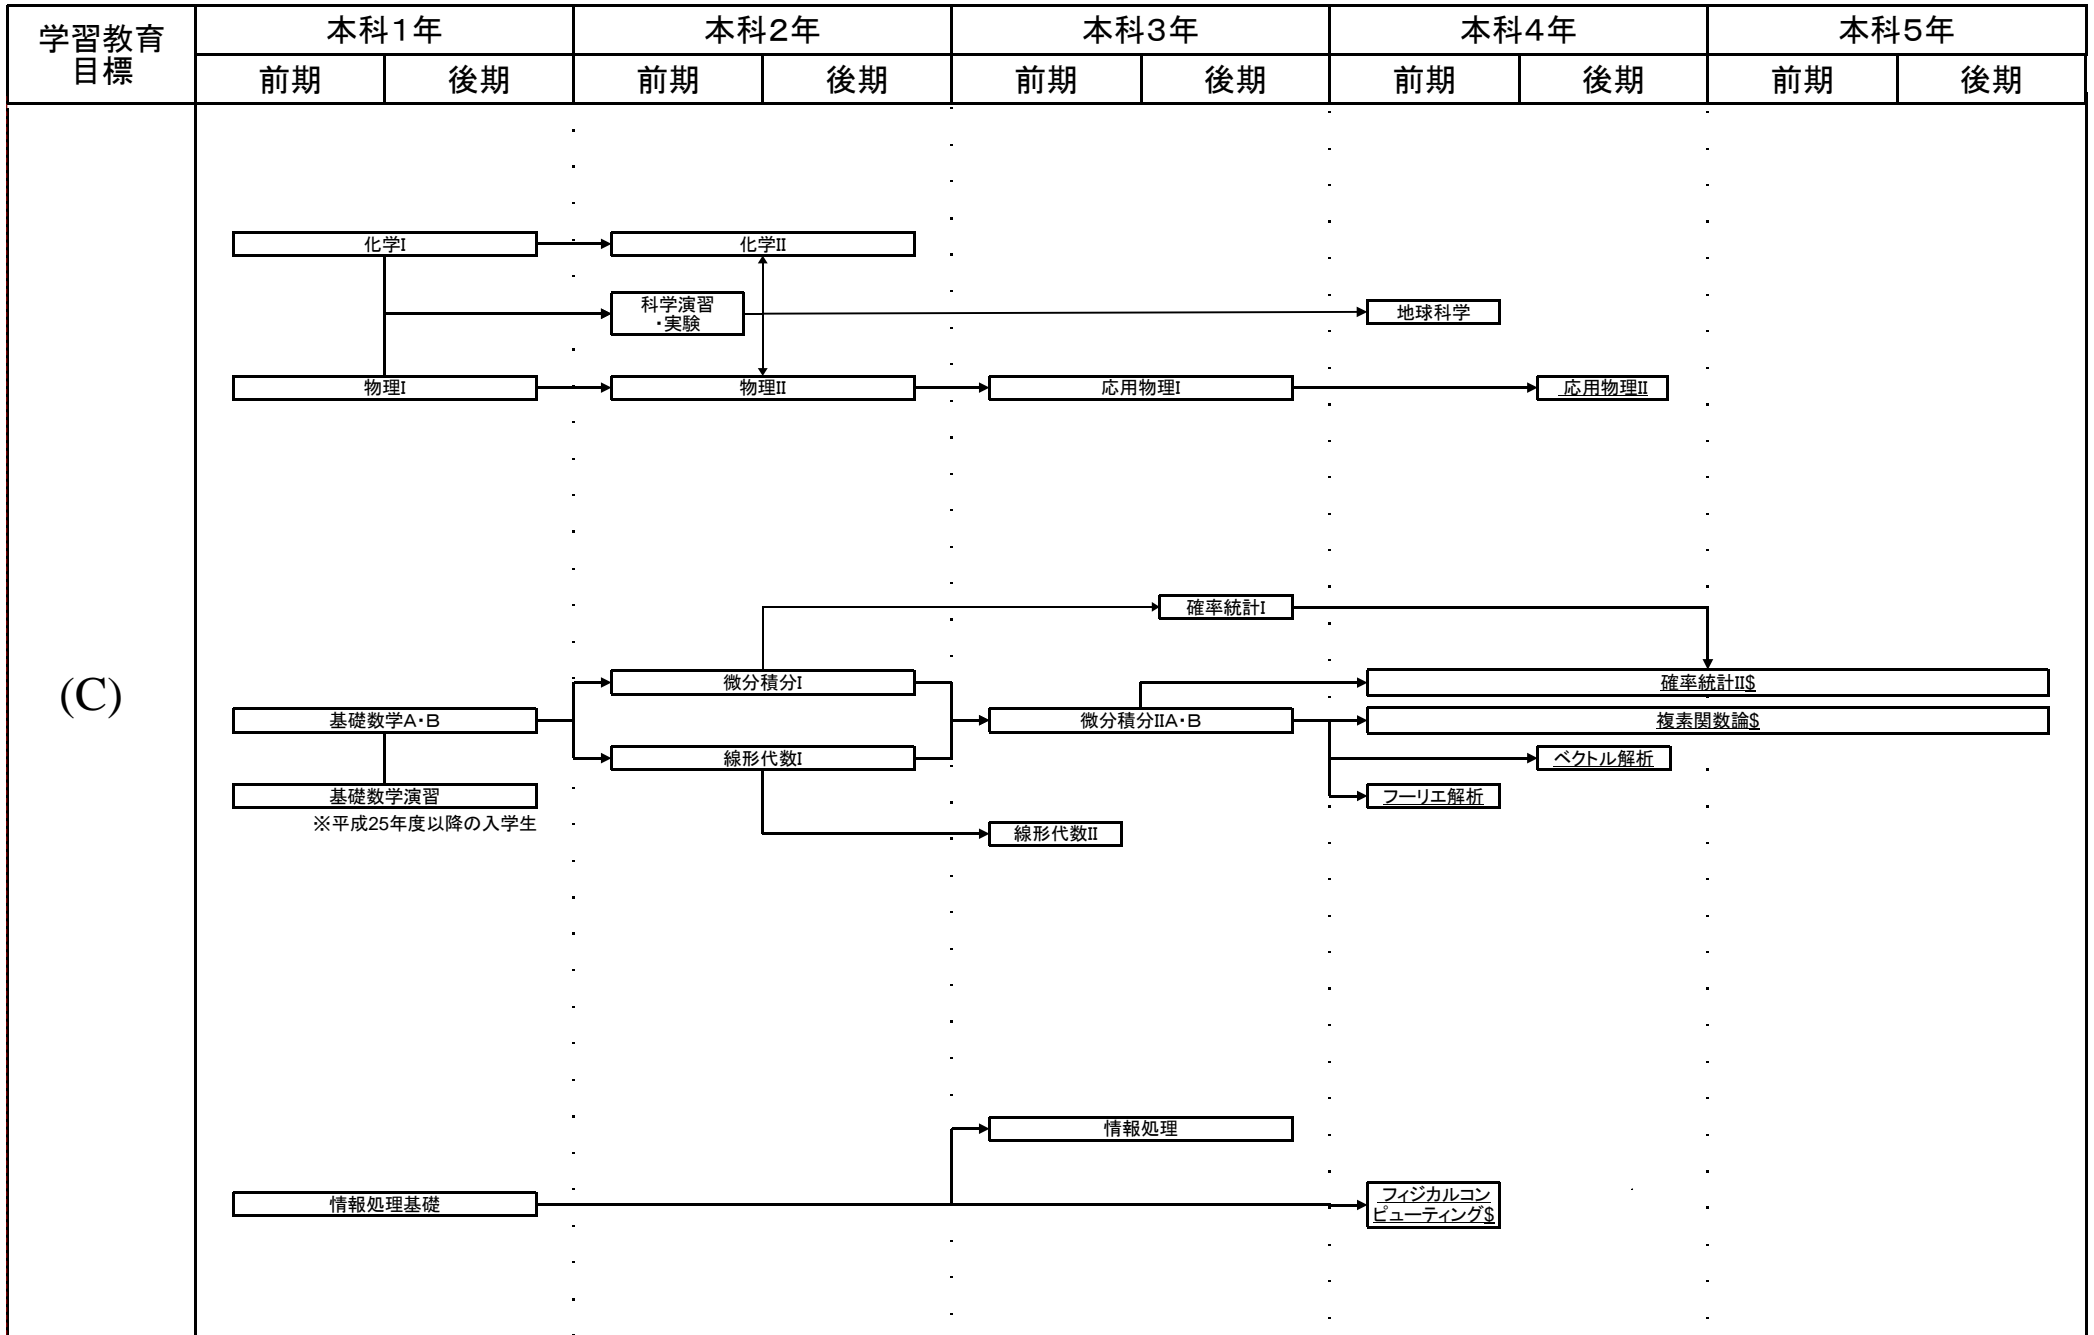 学習教育
目標
本科1年
本科2年
本科3年
本科4年
本科5年
前期
後期
前期
後期
前期
後期
前期
後期
前期
後期
(C)
化学I
化学II
科学演習
・実験
地球科学
物理I
物理II
応用物理I
応用物理II
確率統計I
微分積分I
確率統計II$
基礎数学A・B
微分積分IIA・B
複素関数論$
線形代数I
ベクトル解析
基礎数学演習
フーリエ解析
※平成25年度以降の入学生
線形代数II
情報処理
情報処理基礎
フィジカルコン
ピューティング$